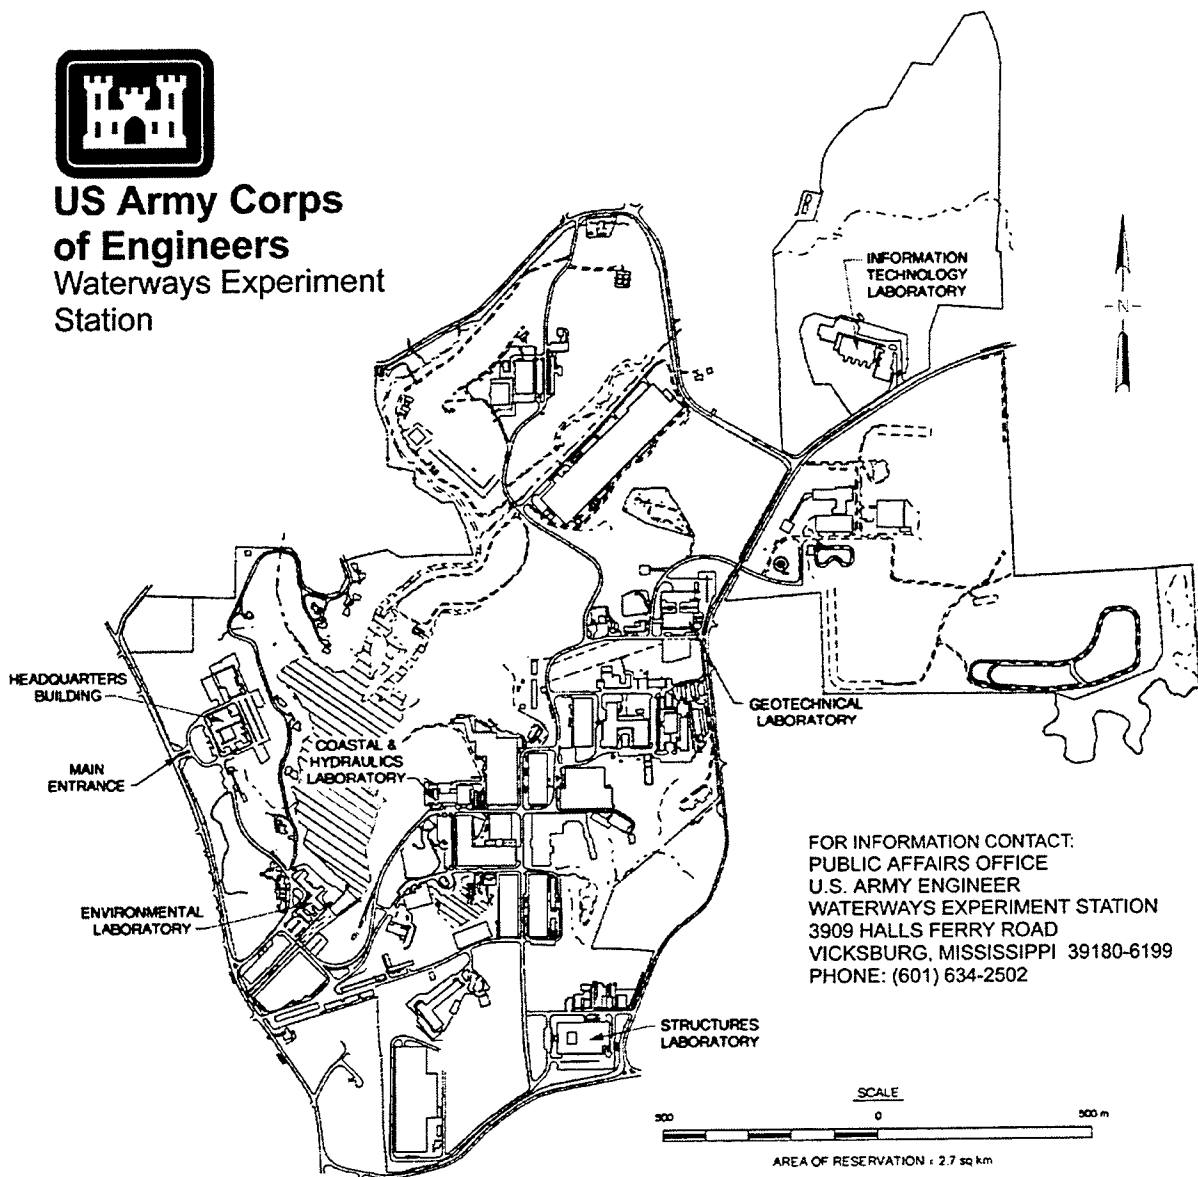 US Army Corps
of Engineers
Waterways Experiment
Station
INFORMATION
TECHNOLOGY
LABORATORY
N
HEADQUARTERS
BUILDING
MAIN
ENTRANCE
COASTAL &
HYDRAULICS
LABORATORY
GEOTECHNICAL
LABORATORY
ENVIRONMENTAL
LABORATORY
STRUCTURES
LABORATORY
FOR INFORMATION CONTACT:
PUBLIC AFFAIRS OFFICE
U.S. ARMY ENGINEER
WATERWAYS EXPERIMENT STATION
3909 HALLS FERRY ROAD
VICKSBURG, MISSISSIPPI 39180-6199
PHONE: (601) 634-2502
SCALE
500 0 500 m
AREA OF RESERVATION : 2.7 sq km